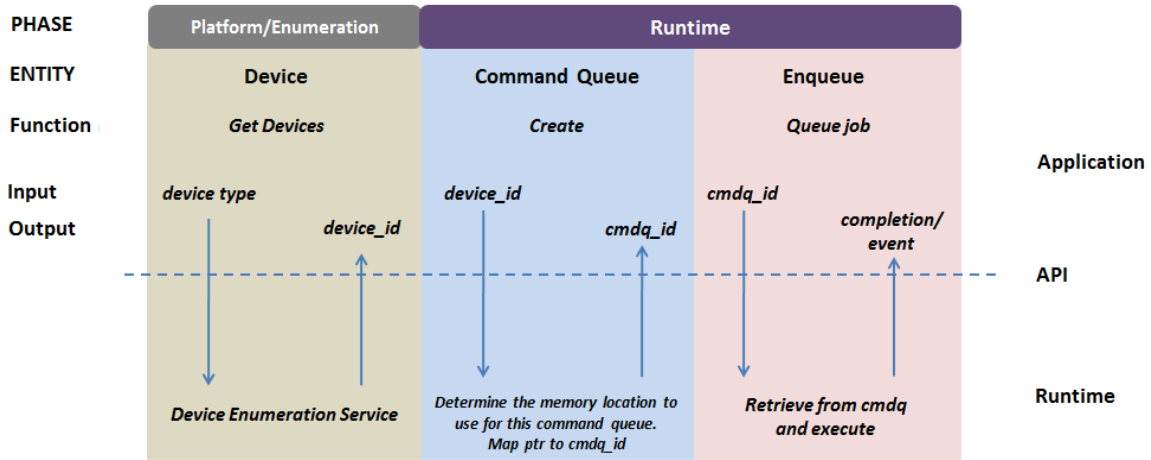 PHASE
Platform/Enumeration
Runtime
ENTITY
Device
Command Queue
Enqueue
Function
Get Devices
Create
Queue job
Application
Input
device type
device_id
cmdq_id
Output
device_id
cmdq_id
completion/
event
API
Device Enumeration Service
Determine the memory location to
use for this command queue.
Map ptr to cmdq_id
Retrieve from cmdq
and execute
Runtime